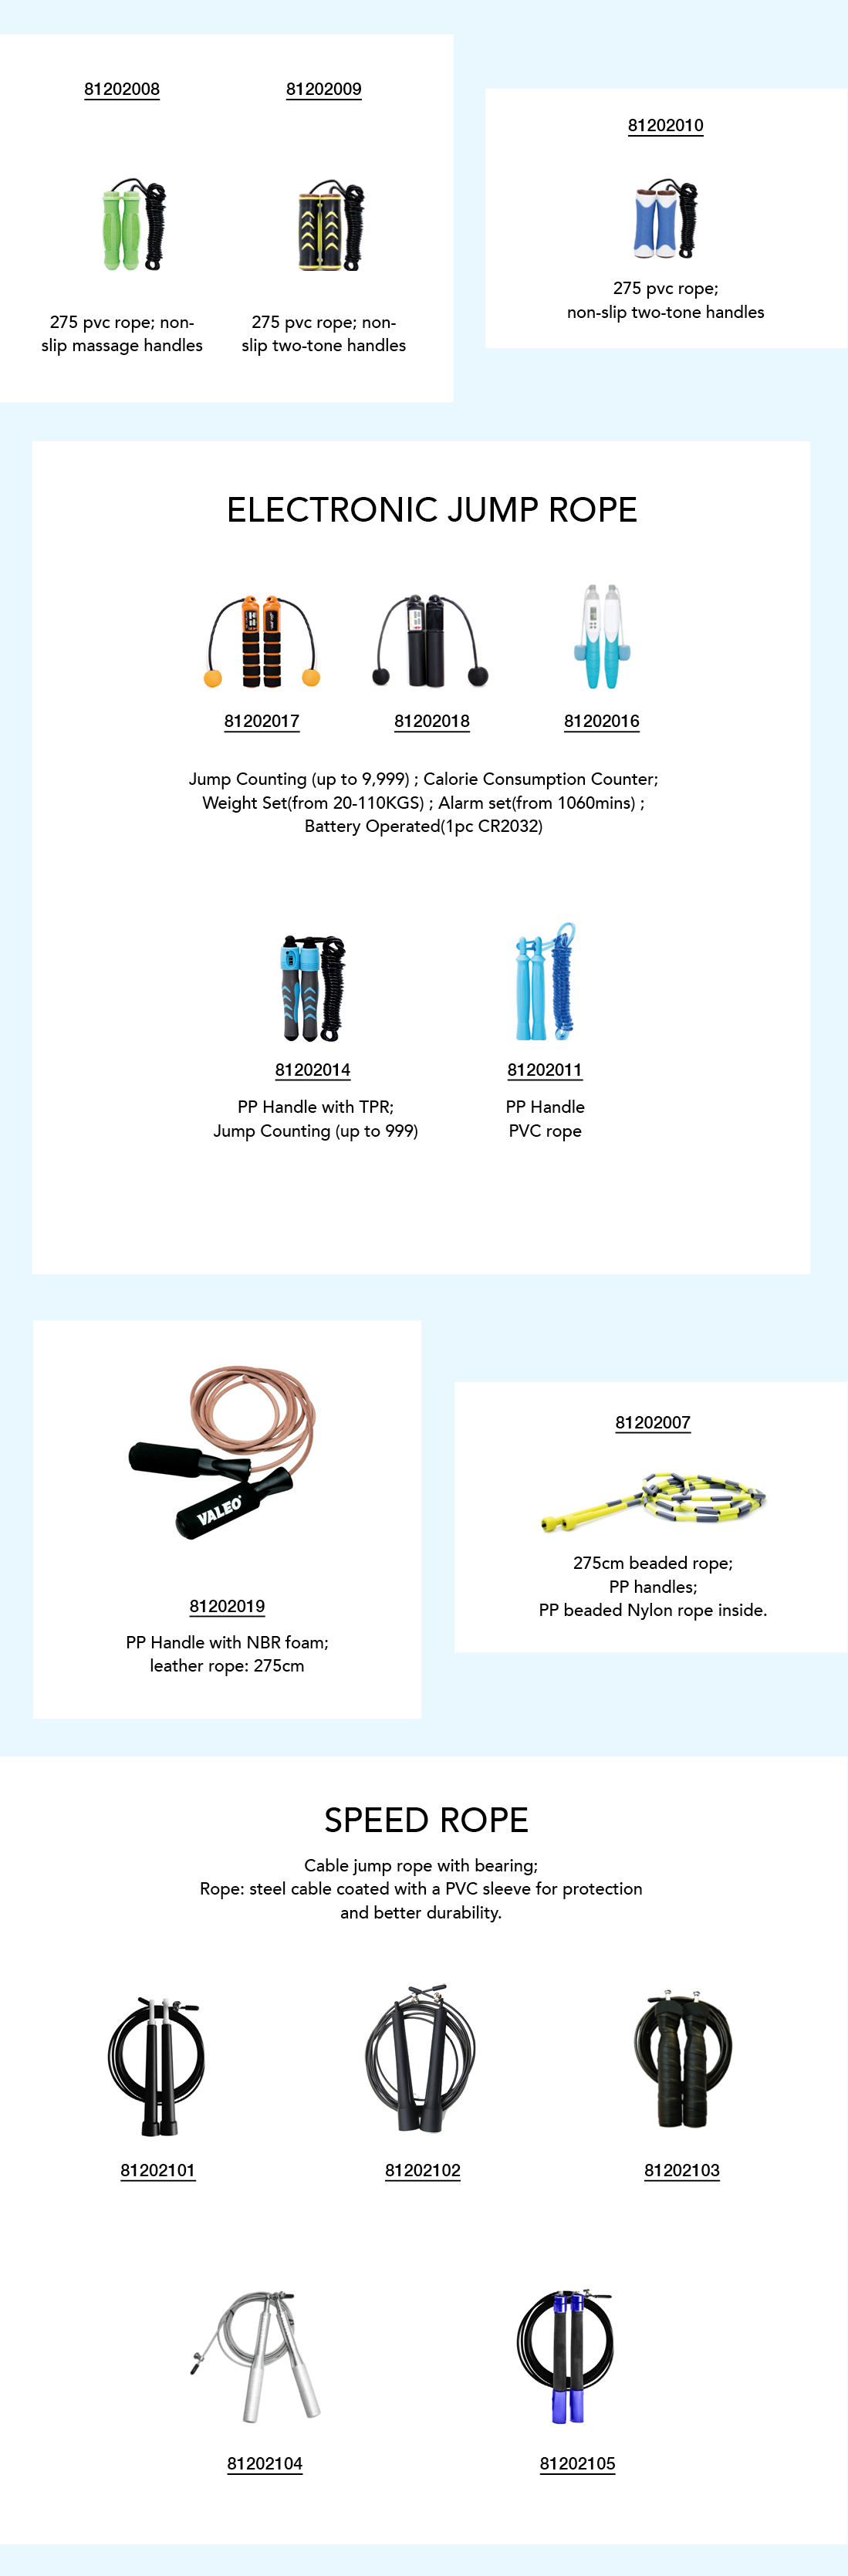 81202008
81202009
275 pvc rope; non-
slip massage handles
275 pvc rope; non-
slip two-tone handles
81202010
275 pvc rope;
non-slip two-tone handles
ELECTRONIC JUMP ROPE
81202017
81202018
81202016
Jump Counting (up to 9,999) ; Calorie Consumption Counter;
Weight Set(from 20-110KGS) ; Alarm set(from 1060mins) ;
Battery Operated(1pc CR2032)
81202014
PP Handle with TPR;
Jump Counting (up to 999)
81202011
PP Handle
PVC rope
VALEO
81202019
PP Handle with NBR foam;
leather rope: 275cm
81202007
275cm beaded rope;
PP handles;
PP beaded Nylon rope inside.
SPEED ROPE
Cable jump rope with bearing;
Rope: steel cable coated with a PVC sleeve for protection
and better durability.
81202101
81202102
81202103
81202104
81202105